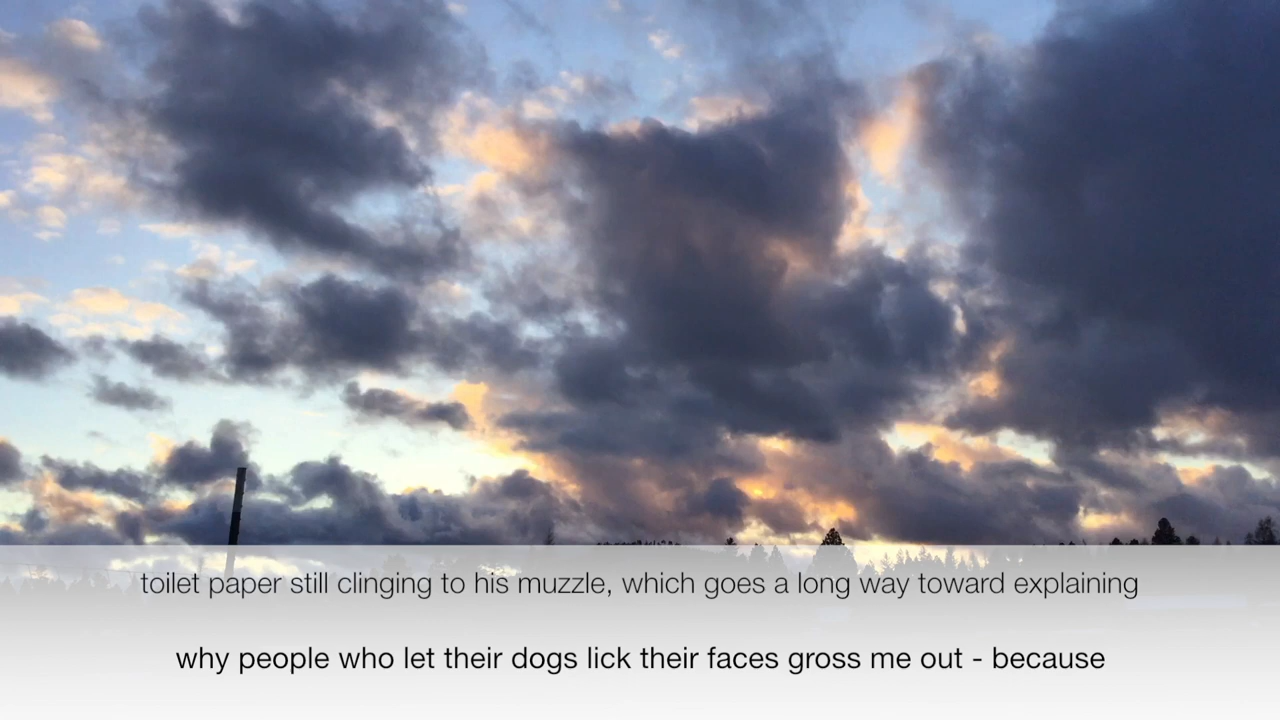 toilet paper still clinging to his muzzle, which goes a long way toward explaining
why people who let their dogs lick their faces gross me out - because